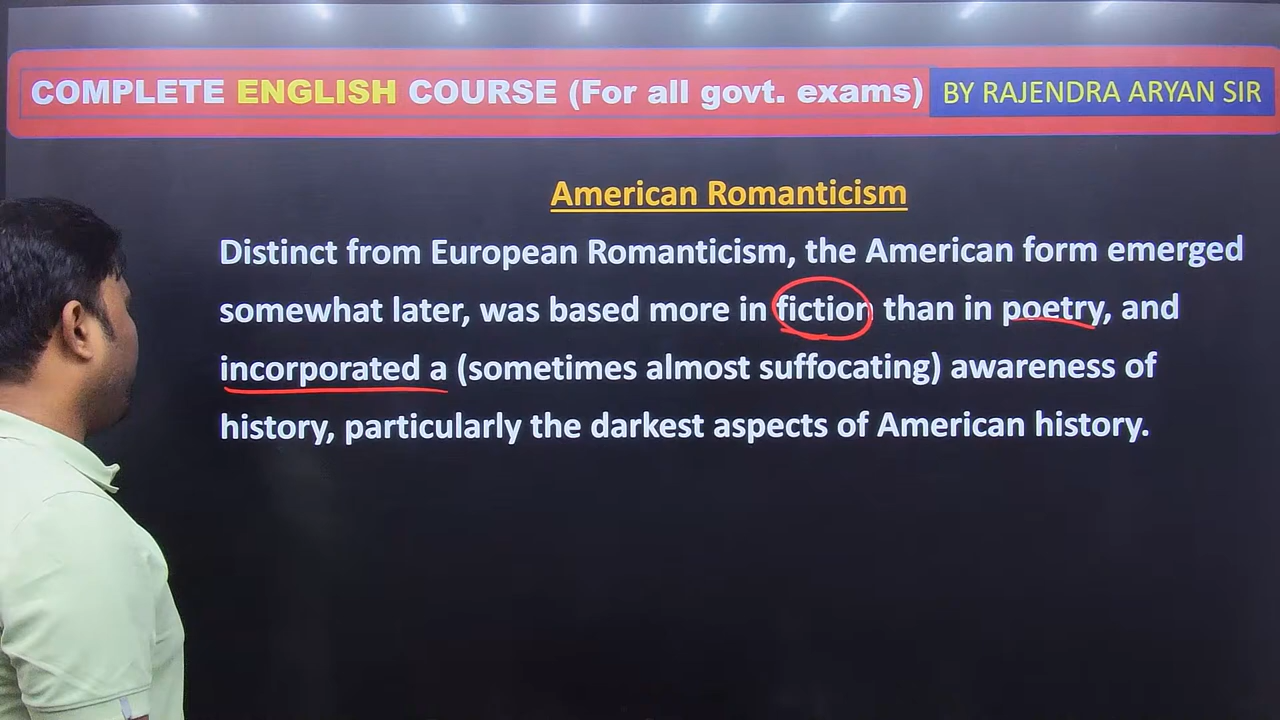 COMPLETE ENGLISH COURSE (For all govt. exams) BY RAJENDRA ARYAN SIR
American Romanticism
Distinct from European Romanticism, the American form emerged
somewhat later, was based more in fiction than in poetry, and
incorporated a (sometimes almost suffocating) awareness of
history, particularly the darkest aspects of American history.